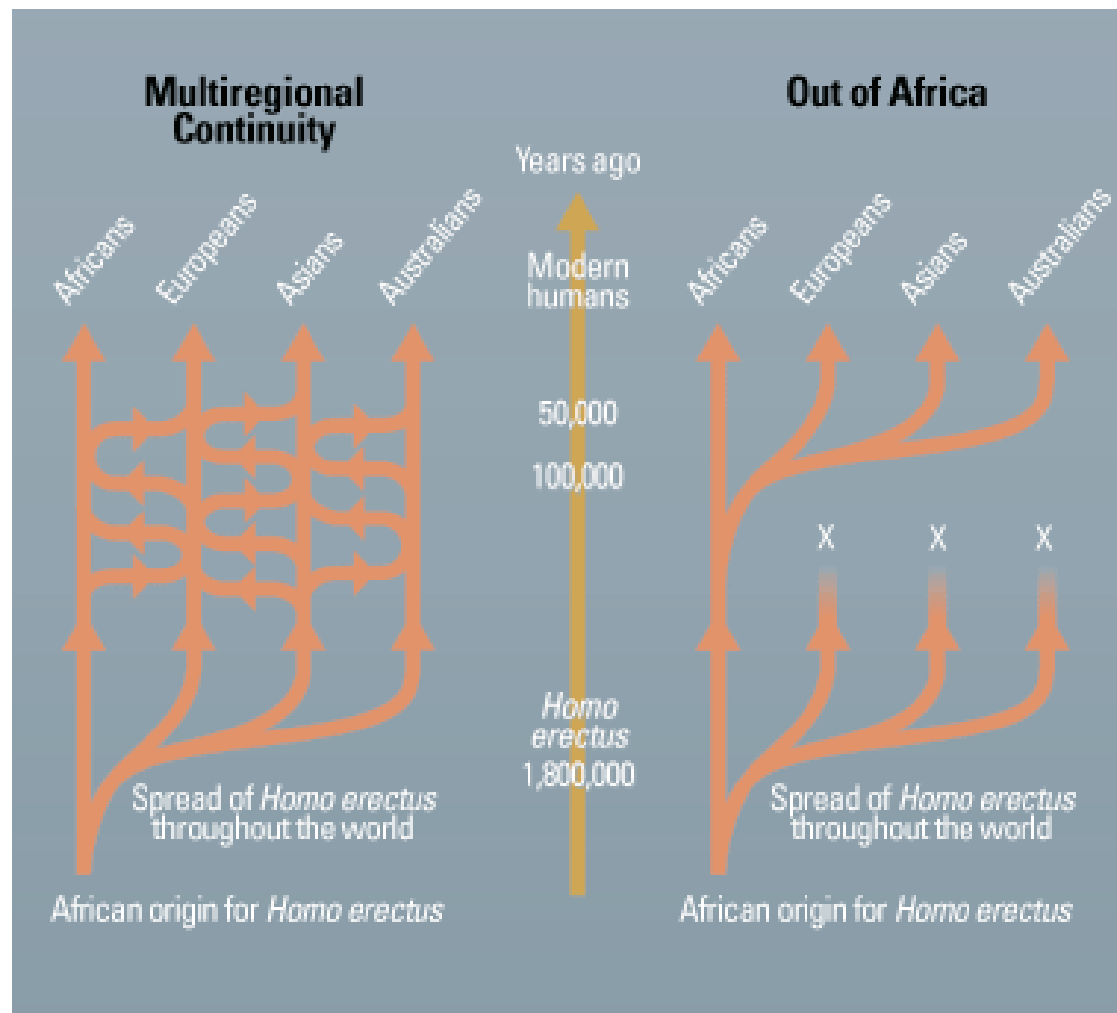 Multiregional
Continuity
Out of Africa
Years ago
Africans
Europeans
Asians
Australians
Modern
humans
Africans
Europeans
Asians
Australians
50,000
100,000
X
X
X
Homo
erectus
1,800,000
Spread of Homo erectus
throughout the world
Spread of Homo erectus
throughout the world
African origin for Homo erectus
African origin for Homo erectus